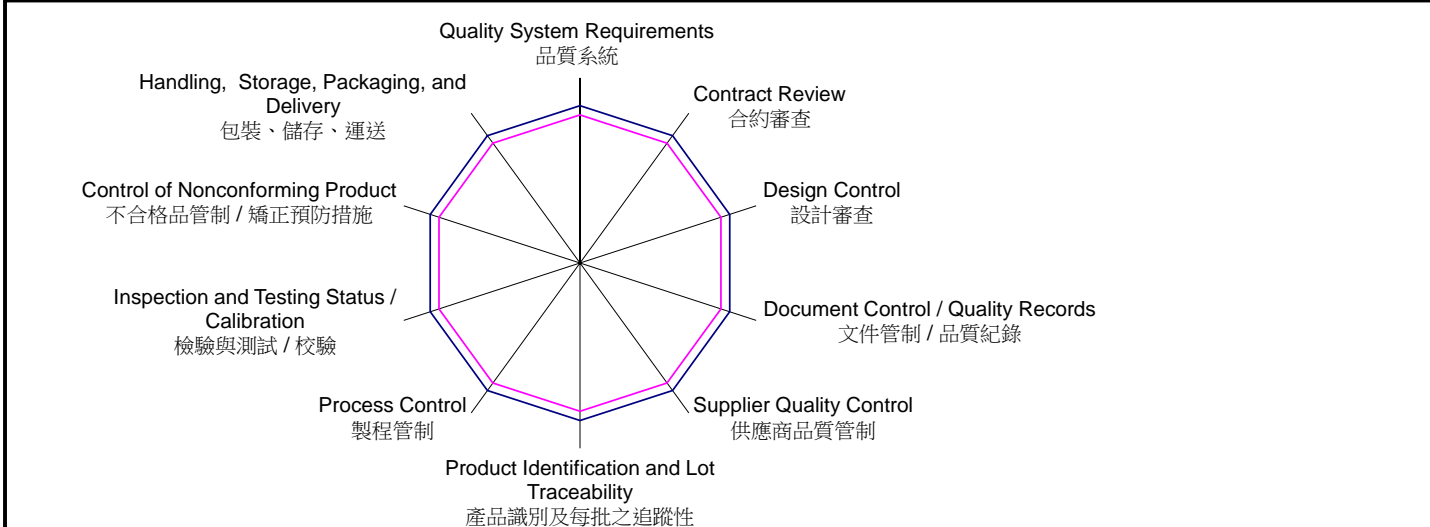 Quality System Requirements
品質系統
Contract Review
合約審查
Design Control
設計審查
Document Control / Quality Records
文件管制 / 品質紀錄
Supplier Quality Control
供應商品質管制
Product Identification and Lot
Traceability
產品識別及每批之追蹤性
Process Control
製程管制
Inspection and Testing Status /
Calibration
檢驗與測試 / 校驗
Control of Nonconforming Product
不合格品管制 / 矯正預防措施
Handling,  Storage, Packaging, and
Delivery
包裝、儲存、運送